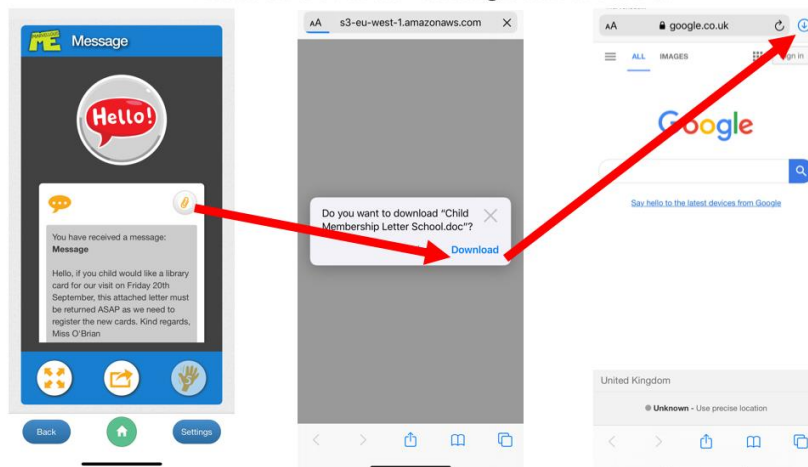 MARVELLOUS
ME
Message
Hello!
You have received a message:
Message
Hello, if you child would like a library
card for our visit on Friday 20th
September, this attached letter must
be returned ASAP as we need to
register the new cards. Kind regards,
Miss O'Brian
Back
Settings
AA s3-eu-west-1.amazonaws.com
Do you want to download "Child
Membership Letter School.doc"?
Download
AA google.co.uk
ALL IMAGES
Google
Say hello to the latest devices from Google
United Kingdom
Unknown - Use precise location